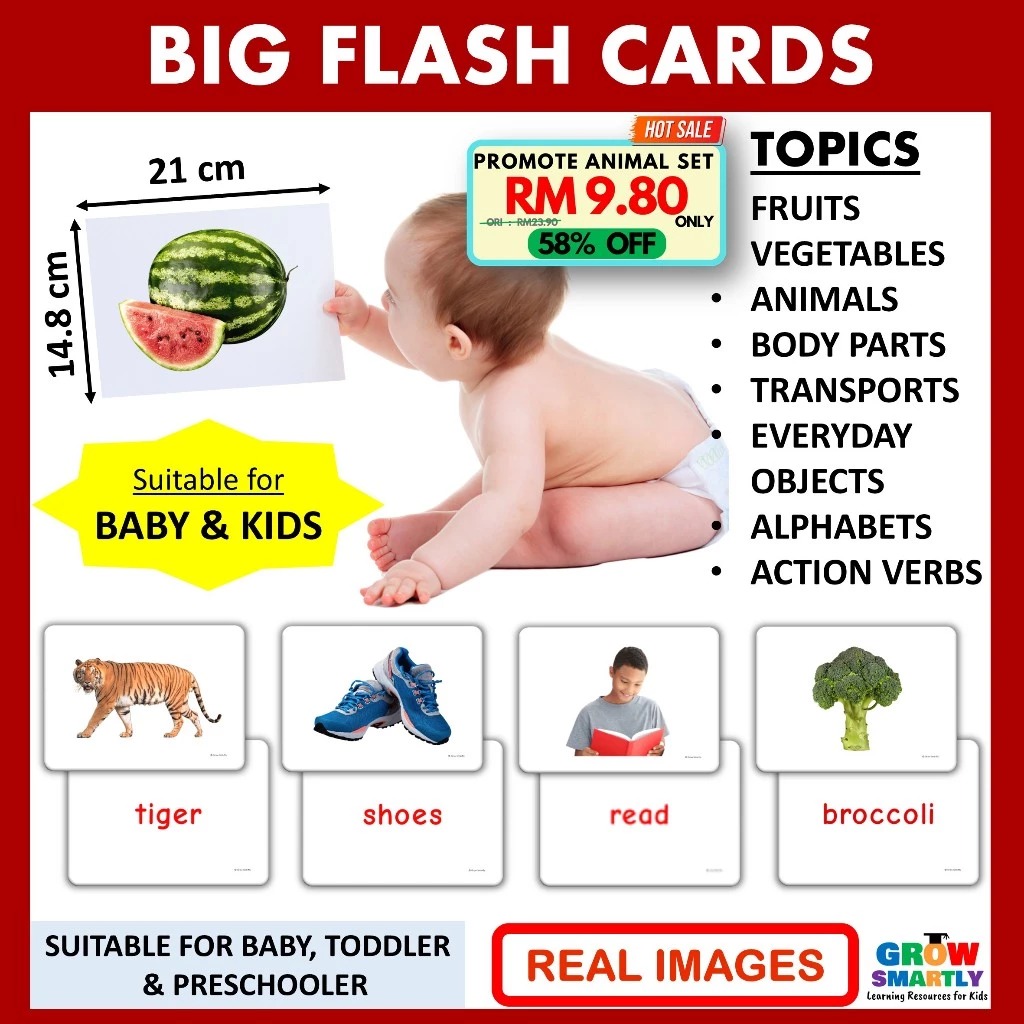 BIG FLASH CARDS
21 cm
14.8 cm
HOT SALE
PROMOTE ANIMAL SET
RM 9.80
ORI : RM23.90
ONLY
58% OFF
TOPICS
FRUITS
VEGETABLES
• ANIMALS
• BODY PARTS
• TRANSPORTS
• EVERYDAY
OBJECTS
• ALPHABETS
• ACTION VERBS
Suitable for
BABY & KIDS
tiger
shoes
read
broccoli
SUITABLE FOR BABY, TODDLER
& PRESCHOOLER
REAL IMAGES
GROW
SMARTLY
Learning Resources for Kids